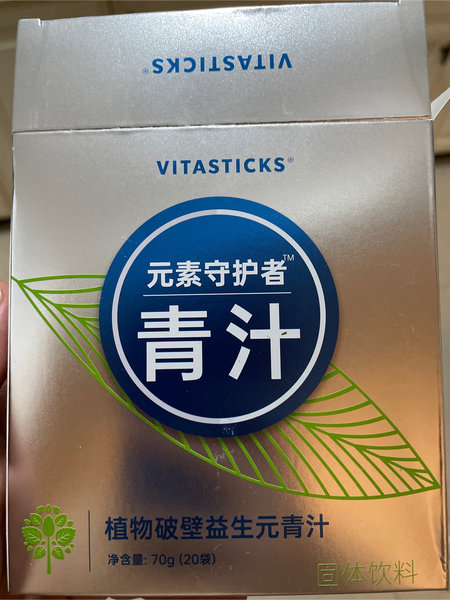 VITASTICKS®
VITASTICKS®
元素守护者™
青汁
植物破壁益生元青汁
净含量: 70g (20袋)
固体饮料